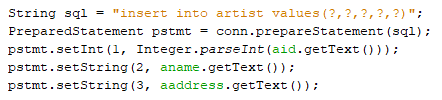 String sql = "insert into artist values(?,?,?,?,?)";
PreparedStatement pstmt = conn.prepareStatement(sql);
pstmt.setInt(1, Integer.parseInt(aid.getText()));
pstmt.setString(2, aname.getText());
pstmt.setString(3, aaddress.getText());